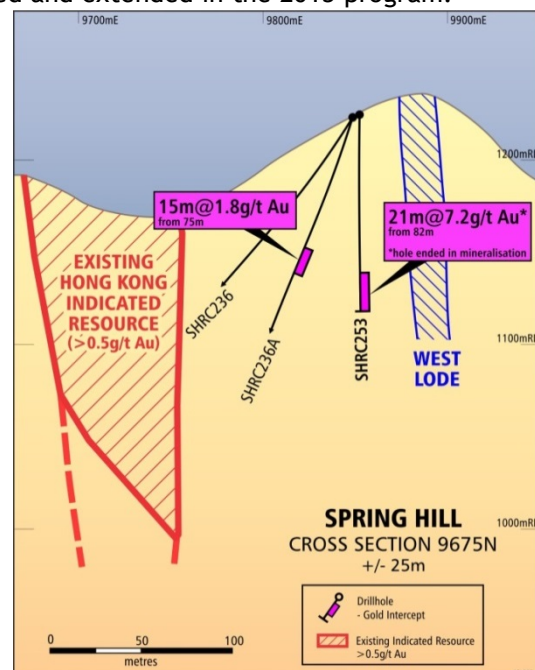 ed and extended in the 2013 program.
9700mE
9800mE
9900mE
1200mRL
15m@1.8g/t Au
from 75m
21m@7.2g/t Au*
from 82m
*hole ended in mineralisation
EXISTING
HONG KONG
INDICATED
RESOURCE
(>0.5g/t Au)
SHRC236
SHRC236A
SHRC253
1100mRL
WEST
LODE
1000mRL
SPRING HILL
CROSS SECTION 9675N
+/- 25m
Drillhole
- Gold Intercept
Existing Indicated Resource
>0.5g/t Au
0 50 100
metres